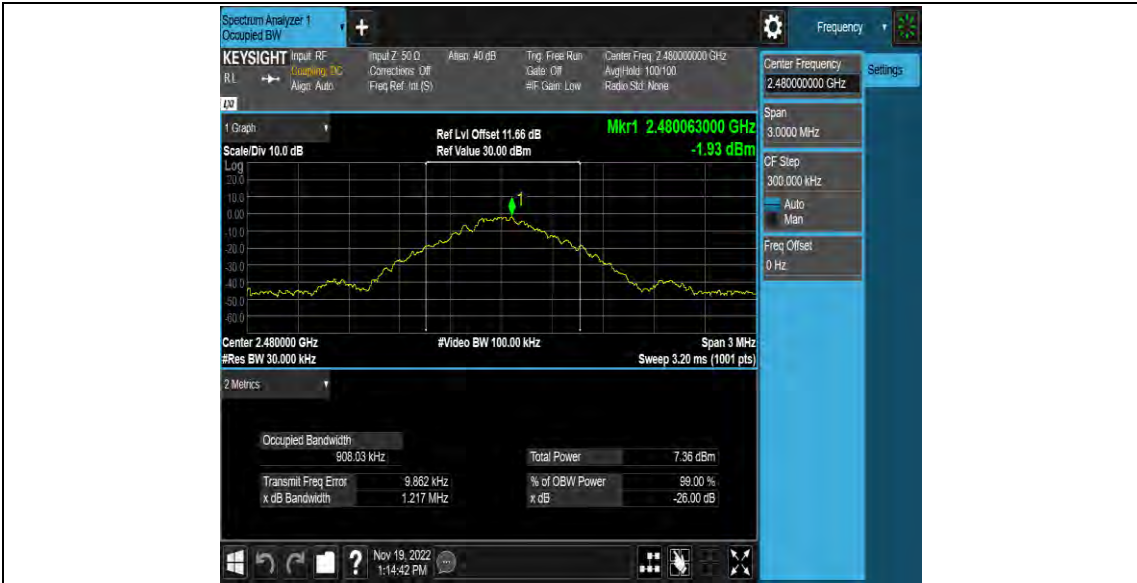 Spectrum Analyzer 1
Occupied BW
Frequency
KEYSIGHT Input: RF
Coupling: DC
Align: Auto
Input Z: 50 Ω
Corrections: Off
Freq Ref: Int (S)
Atten: 40 dB
Trig: Free Run
Gate: Off
#IF Gain: Low
Center Freq: 2.480000000 GHz
Avg|Hold: 100/100
Radio Std: None
Center Frequency
2.480000000 GHz
Settings
Span
3.0000 MHz
CF Step
300.000 kHz
Auto
Man
Freq Offset
0 Hz
1 Graph
Scale/Div 10.0 dB
Ref Lvl Offset 11.66 dB
Ref Value 30.00 dBm
Mkr1 2.480063000 GHz
-1.93 dBm
Log
20.0
10.0
0.00
-10.0
-20.0
-30.0
-40.0
-50.0
-60.0
1
Center 2.480000 GHz
#Res BW 30.000 kHz
#Video BW 100.00 kHz
Span 3 MHz
Sweep 3.20 ms (1001 pts)
2 Metrics
Occupied Bandwidth
908.03 kHz
Total Power 7.36 dBm
Transmit Freq Error 9.862 kHz
% of OBW Power 99.00 %
x dB Bandwidth 1.217 MHz
x dB -26.00 dB
?
Nov 19, 2022
1:14:42 PM